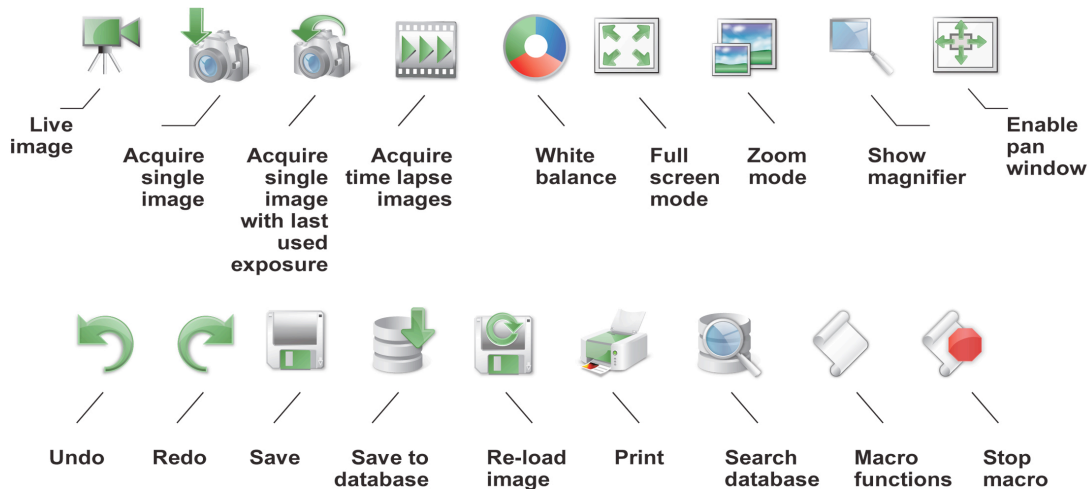 Live
image
Acquire
single
image
Acquire
single
image
with last
used
exposure
Acquire
time lapse
images
White
balance
Full
screen
mode
Zoom
mode
Show
magnifier
Enable
pan
window
Undo
Redo
Save
Save to
database
Re-load
image
Print
Search
database
Macro
functions
Stop
macro